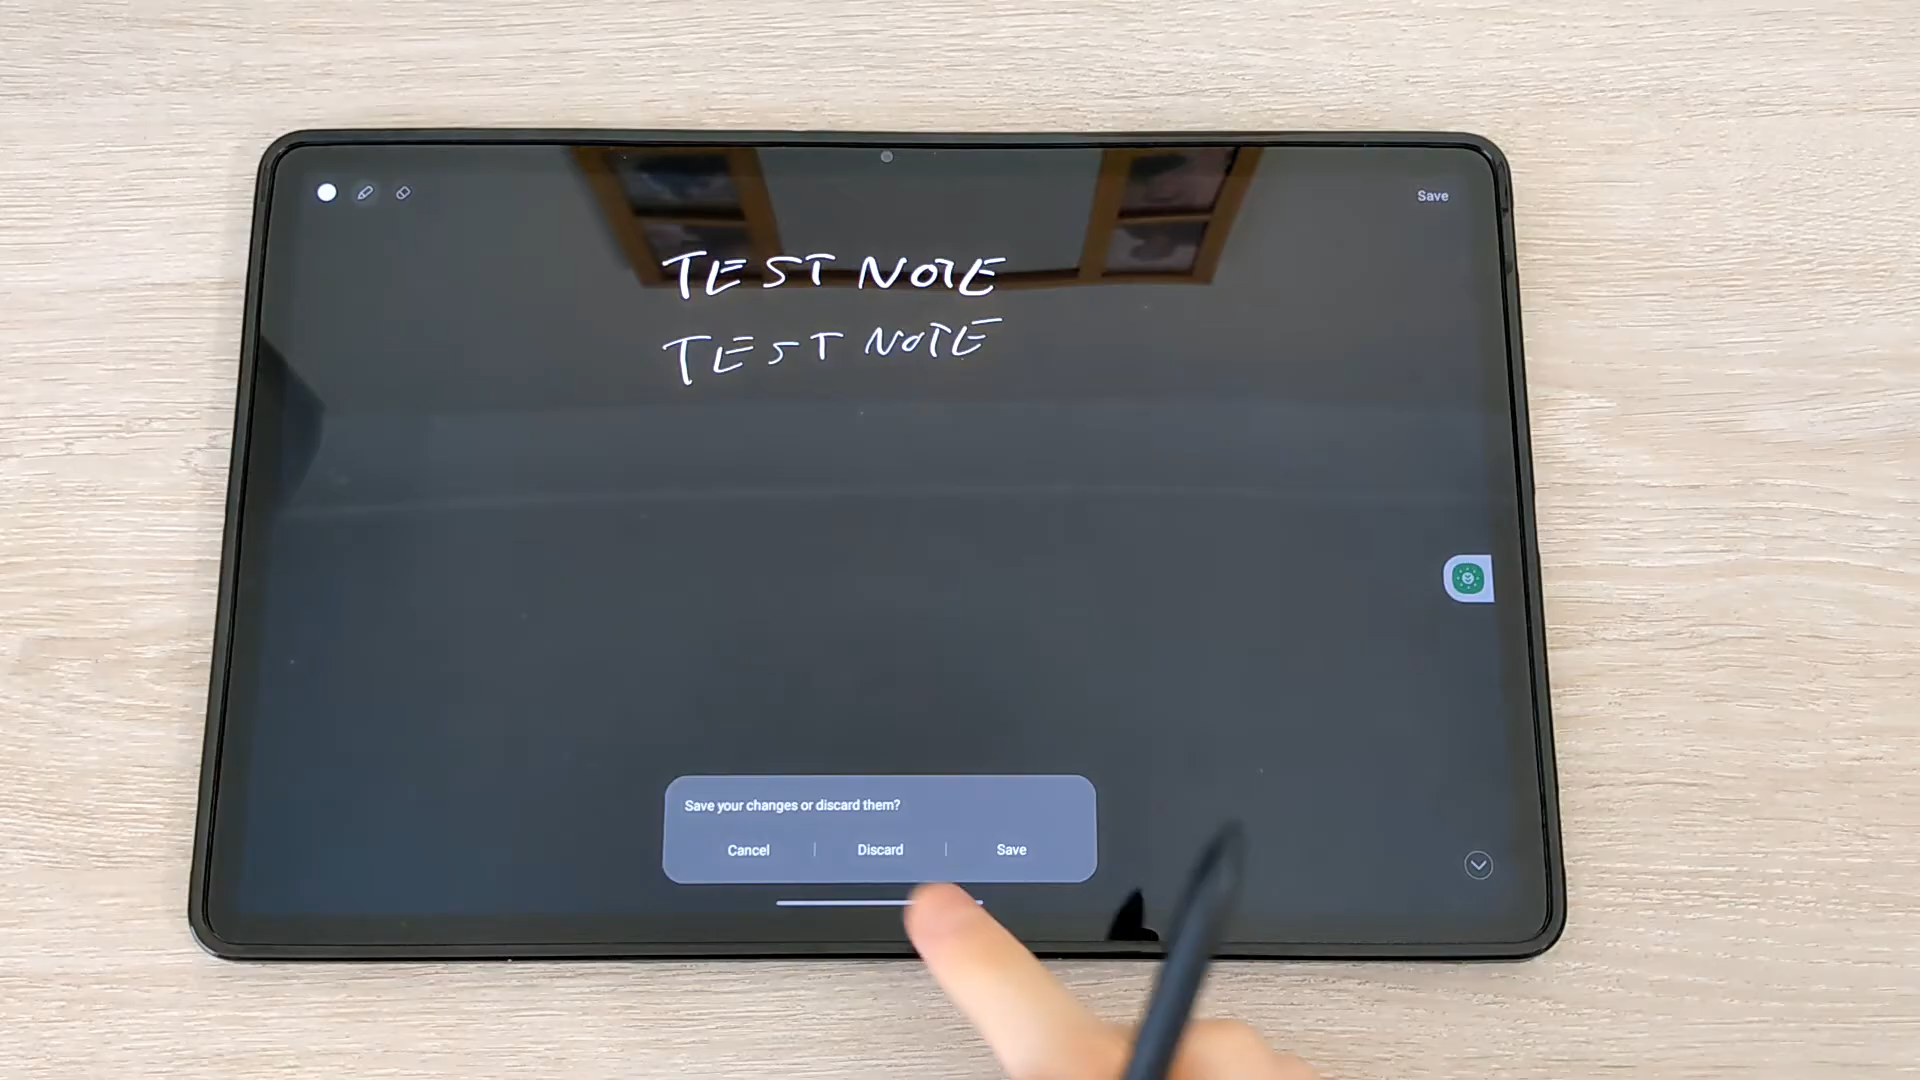 Save
TEST NOTE
TEST NOTE
Save your changes or discard them?
Cancel | Discard | Save